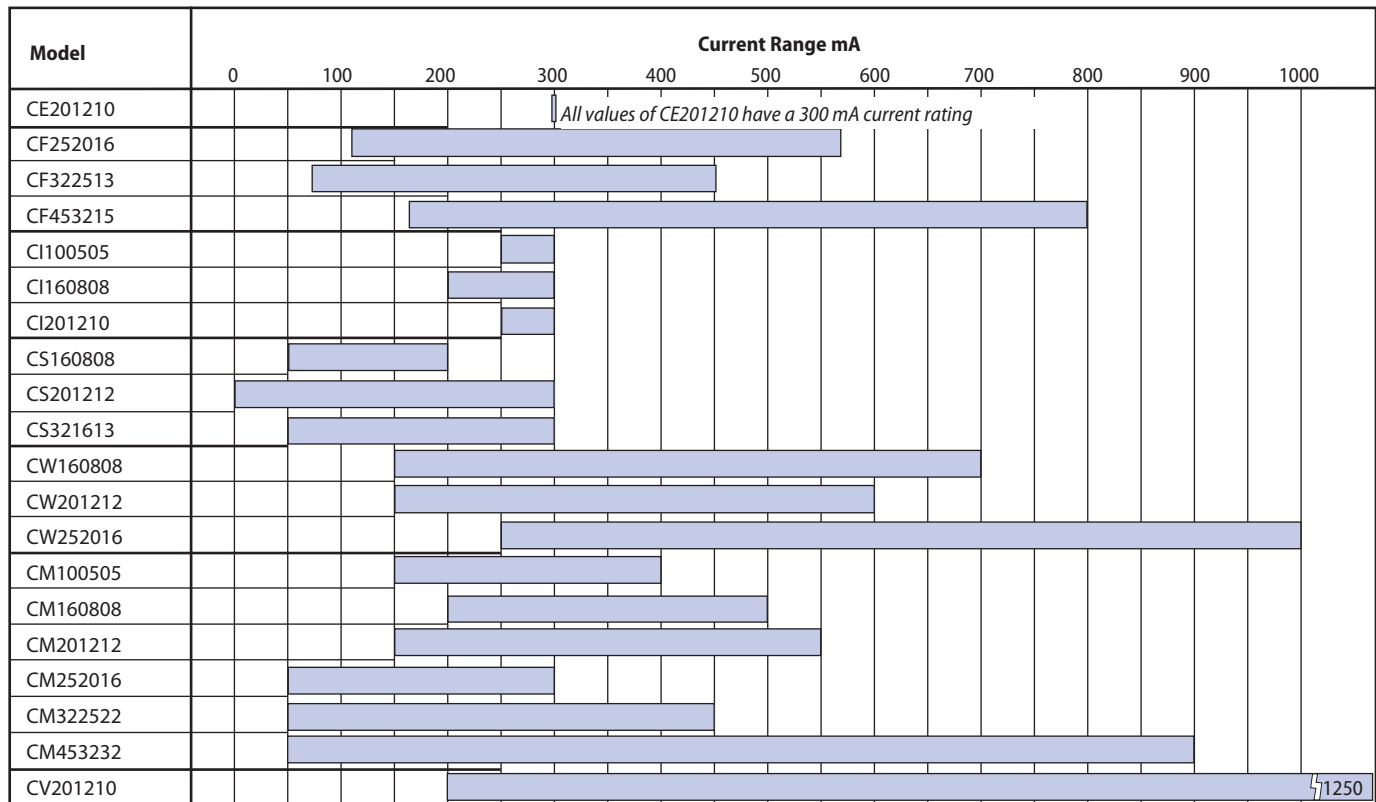 Model
Current Range mA
0 100 200 300 400 500 600 700 800 900 1000
CE201210
All values of CE201210 have a 300 mA current rating
CF252016
CF322513
CF453215
CI100505
CI160808
CI201210
CS160808
CS201212
CS321613
CW160808
CW201212
CW252016
CM100505
CM160808
CM201212
CM252016
CM322522
CM453232
CV201210
1250